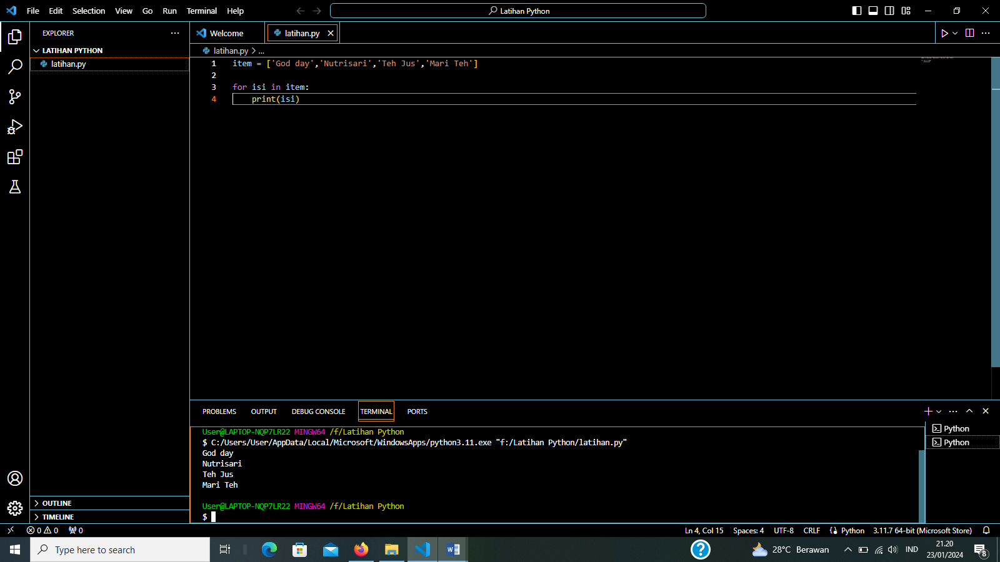 File Edit Selection View Go Run Terminal Help
Latihan Python
EXPLORER
LATIHAN PYTHON
latihan.py
Welcome
latihan.py
latihan.py > ...
1 item = ['God day','Nutrisari','Teh Jus','Mari Teh']
2
3 for isi in item:
4     print(isi)
PROBLEMS OUTPUT DEBUG CONSOLE TERMINAL PORTS
User@LAPTOP-NQP7LR22 MINGW64 /f/Latihan Python
$ C:/Users/User/AppData/Local/Microsoft/WindowsApps/python3.11.exe "f:/Latihan Python/latihan.py"
God day
Nutrisari
Teh Jus
Mari Teh
User@LAPTOP-NQP7LR22 MINGW64 /f/Latihan Python
$
Python
Python
OUTLINE
TIMELINE
0 0 0
Ln 4, Col 15 Spaces: 4 UTF-8 CRLF Python 3.11.7 64-bit (Microsoft Store)
Type here to search
28°C Berawan
IND
21.20
23/01/2024
8